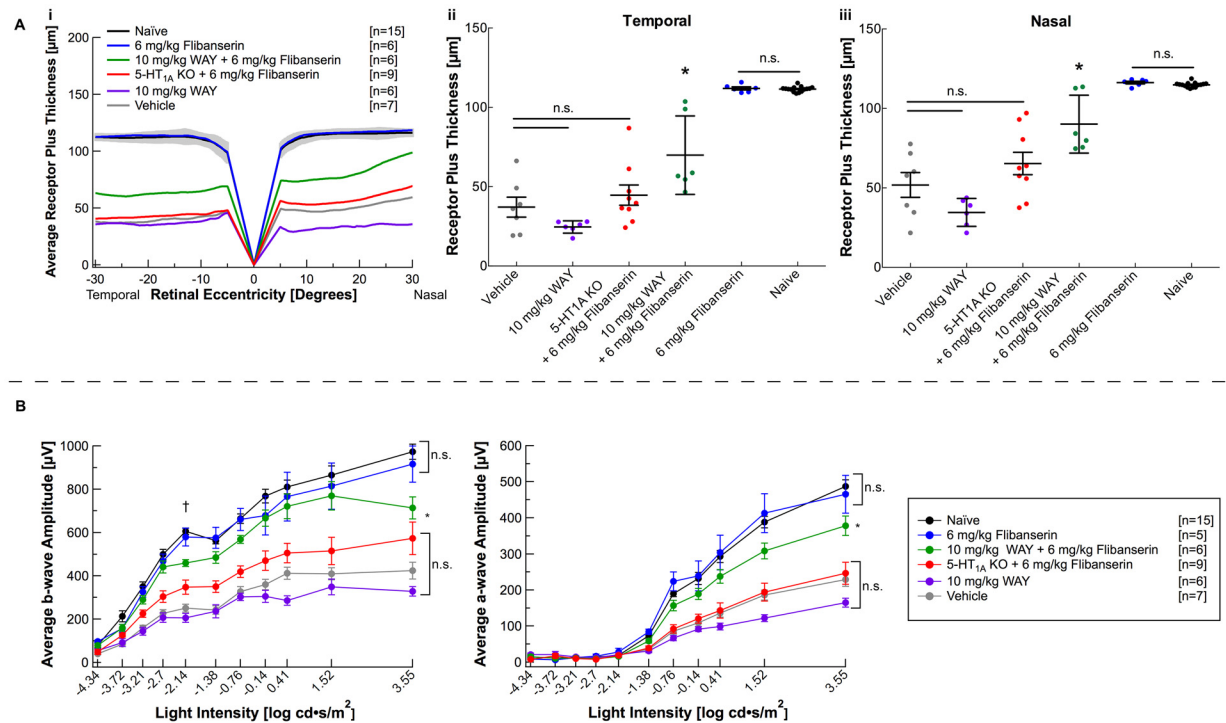 A
i
Average Receptor Plus Thickness [µm]
200
150
100
50
0
Naïve [n=15]
6 mg/kg Flibanserin [n=6]
10 mg/kg WAY + 6 mg/kg Flibanserin [n=6]
5-HT1A KO + 6 mg/kg Flibanserin [n=9]
10 mg/kg WAY [n=6]
Vehicle [n=7]
-30 -20 -10 0 10 20 30
Temporal Retinal Eccentricity [Degrees] Nasal
ii
Temporal
Receptor Plus Thickness [µm]
150
100
50
0
n.s.
*
n.s.
Vehicle
10 mg/kg WAY
5-HT1A KO
+ 6 mg/kg Flibanserin
10 mg/kg WAY
+ 6 mg/kg Flibanserin
6 mg/kg Flibanserin
Naive
iii
Nasal
Receptor Plus Thickness [µm]
150
100
50
0
n.s.
*
n.s.
Vehicle
10 mg/kg WAY
5-HT1A KO
+ 6 mg/kg Flibanserin
10 mg/kg WAY
+ 6 mg/kg Flibanserin
6 mg/kg Flibanserin
Naïve
B
Average b-wave Amplitude [µV]
1000
800
600
400
200
0
†
n.s.
*
n.s.
-4.34 -3.72 -3.21 -2.7 -2.14 -1.38 -0.76 -0.14 0.41 1.52 3.55
Light Intensity [log cd•s/m2]
Average a-wave Amplitude [µV]
600
500
400
300
200
100
0
n.s.
*
n.s.
-4.34 -3.72 -3.21 -2.7 -2.14 -1.38 -0.76 -0.14 0.41 1.52 3.55
Light Intensity [log cd•s/m2]
Naïve [n=15]
6 mg/kg Flibanserin [n=5]
10 mg/kg WAY + 6 mg/kg Flibanserin [n=6]
5-HT1A KO + 6 mg/kg Flibanserin [n=9]
10 mg/kg WAY [n=6]
Vehicle [n=7]